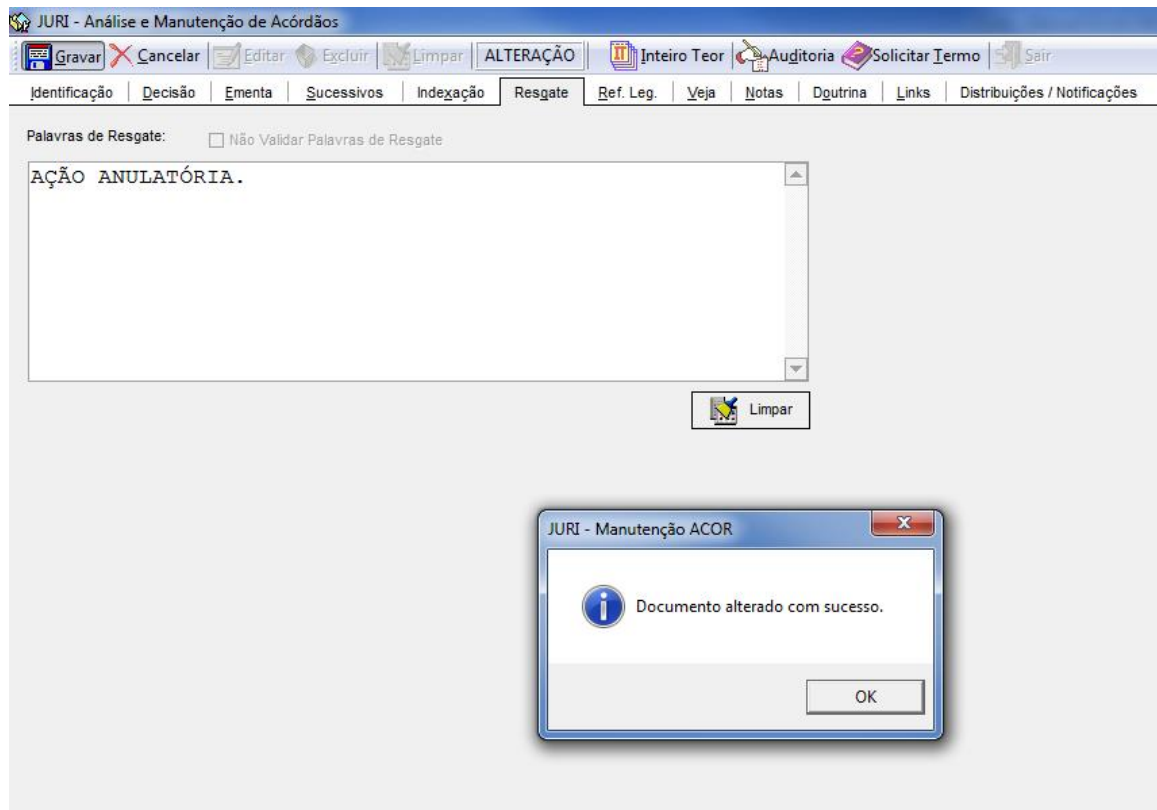 JURI - Análise e Manutenção de Acórdãos
Gravar Cancelar Editar Excluir Limpar ALTERAÇÃO Inteiro Teor Auditoria Solicitar Termo Sair
Identificação Decisão Ementa Sucessivos Indexação Resgate Ref. Leg. Veja Notas Doutrina Links Distribuições / Notificações
Palavras de Resgate: Não Validar Palavras de Resgate
AÇÃO ANULATÓRIA.
Limpar
JURI - Manutenção ACOR
Documento alterado com sucesso.
OK